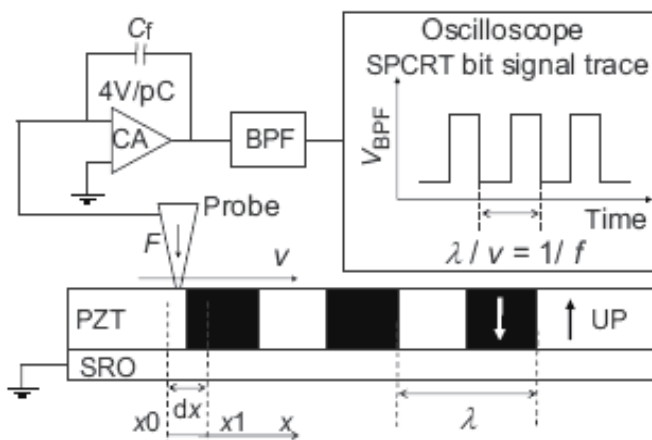 Cf
4V/pC
CA
BPF
Oscilloscope
SPCRT bit signal trace
VBPF
Time
λ / v = 1/ f
Probe
F
v
PZT
UP
SRO
dx
x0
x1
x
λ